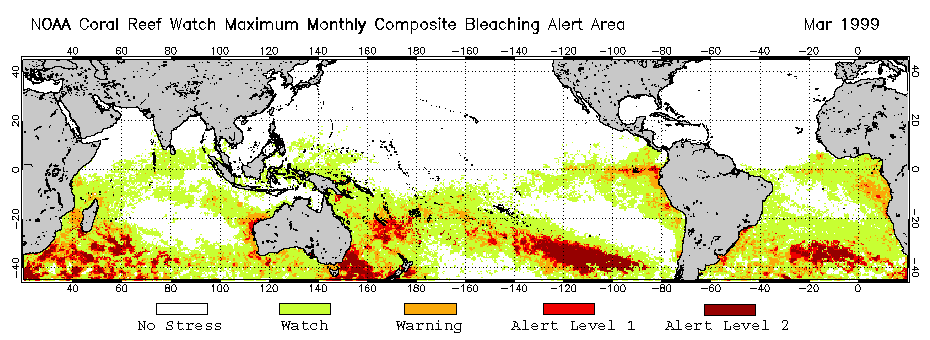 NOAA Coral Reef Watch Maximum Monthly Composite Bleaching Alert Area Mar 1999
40 60 80 100 120 140 160 180 -160 -140 -120 -100 -80 -60 -40 -20 0
40 40
20 20
0 0
-20 -20
-40 -40
40 60 80 100 120 140 160 180 -160 -140 -120 -100 -80 -60 -40 -20 0
No Stress Watch Warning Alert Level 1 Alert Level 2